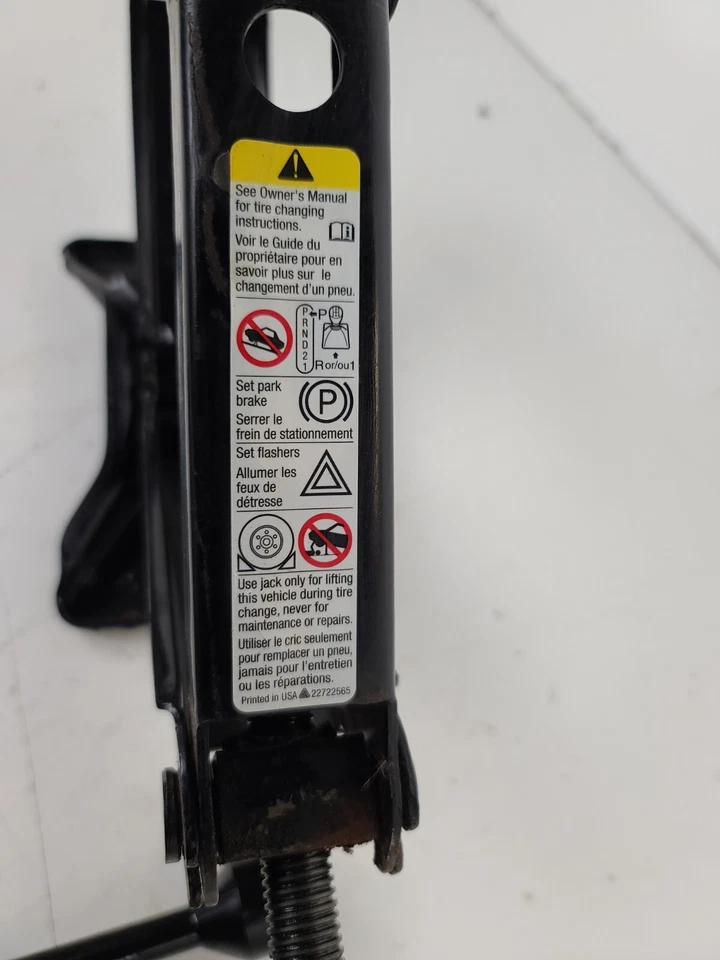 See Owner's Manual
for tire changing
instructions.
Voir le Guide du
propriétaire pour en
savoir plus sur le
changement d'un pneu.
P
R
N
D
2
1
P
R or/ou1
Set park
brake
P
Serrer le
frein de stationnement
Set flashers
Allumer les
feux de
détresse
Use jack only for lifting
this vehicle during tire
change, never for
maintenance or repairs.
Utiliser le cric seulement
pour remplacer un pneu,
jamais pour l'entretien
ou les réparations.
Printed in USA 22722565